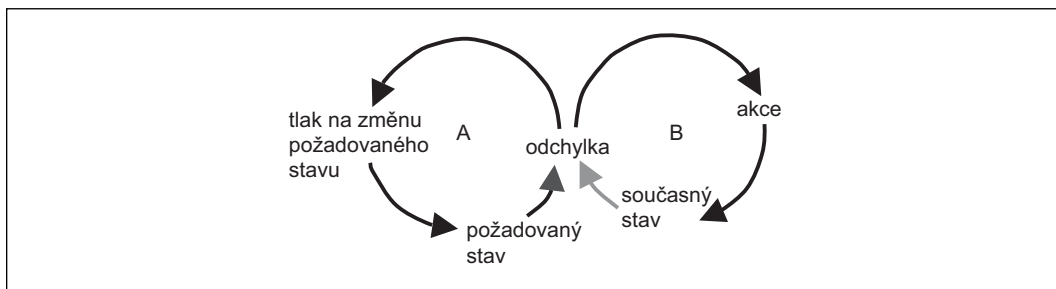 tlak na změnu
požadovaného
stavu
A
odchylka
B
akce
současný
stav
požadovaný
stav